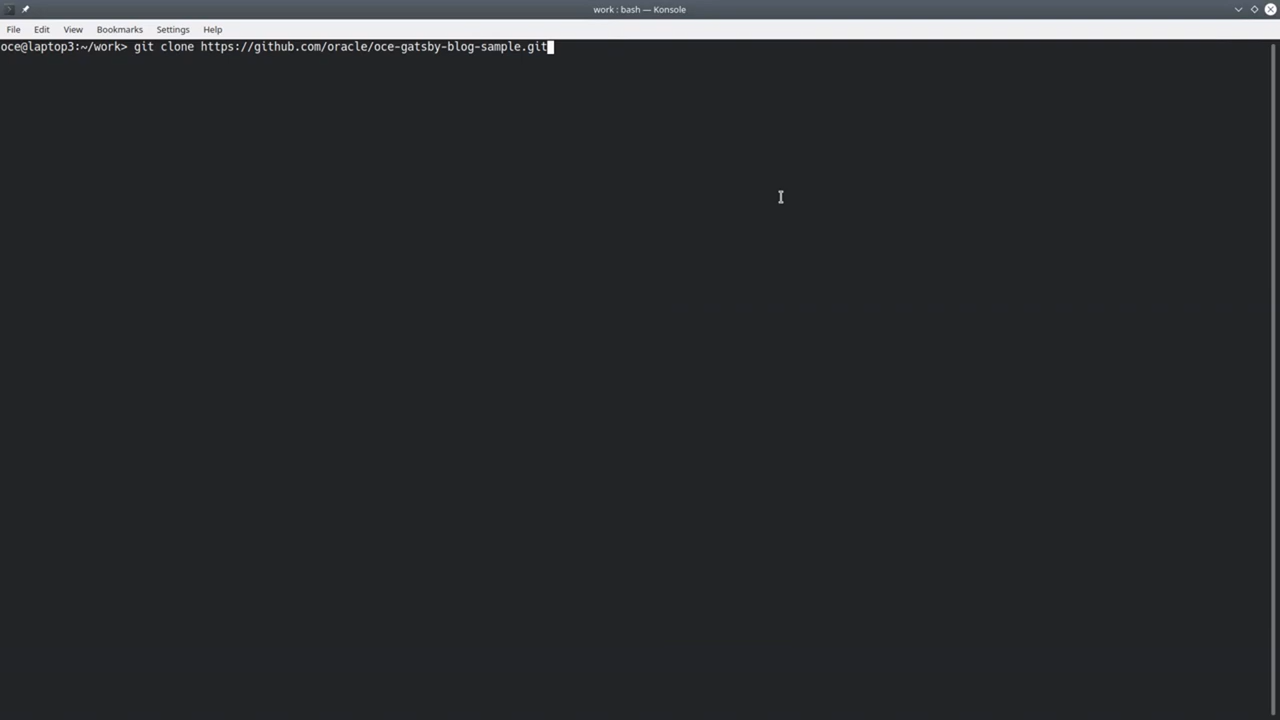 work : bash — Konsole
File Edit View Bookmarks Settings Help
oce@laptop3:~/work> git clone https://github.com/oracle/oce-gatsby-blog-sample.git